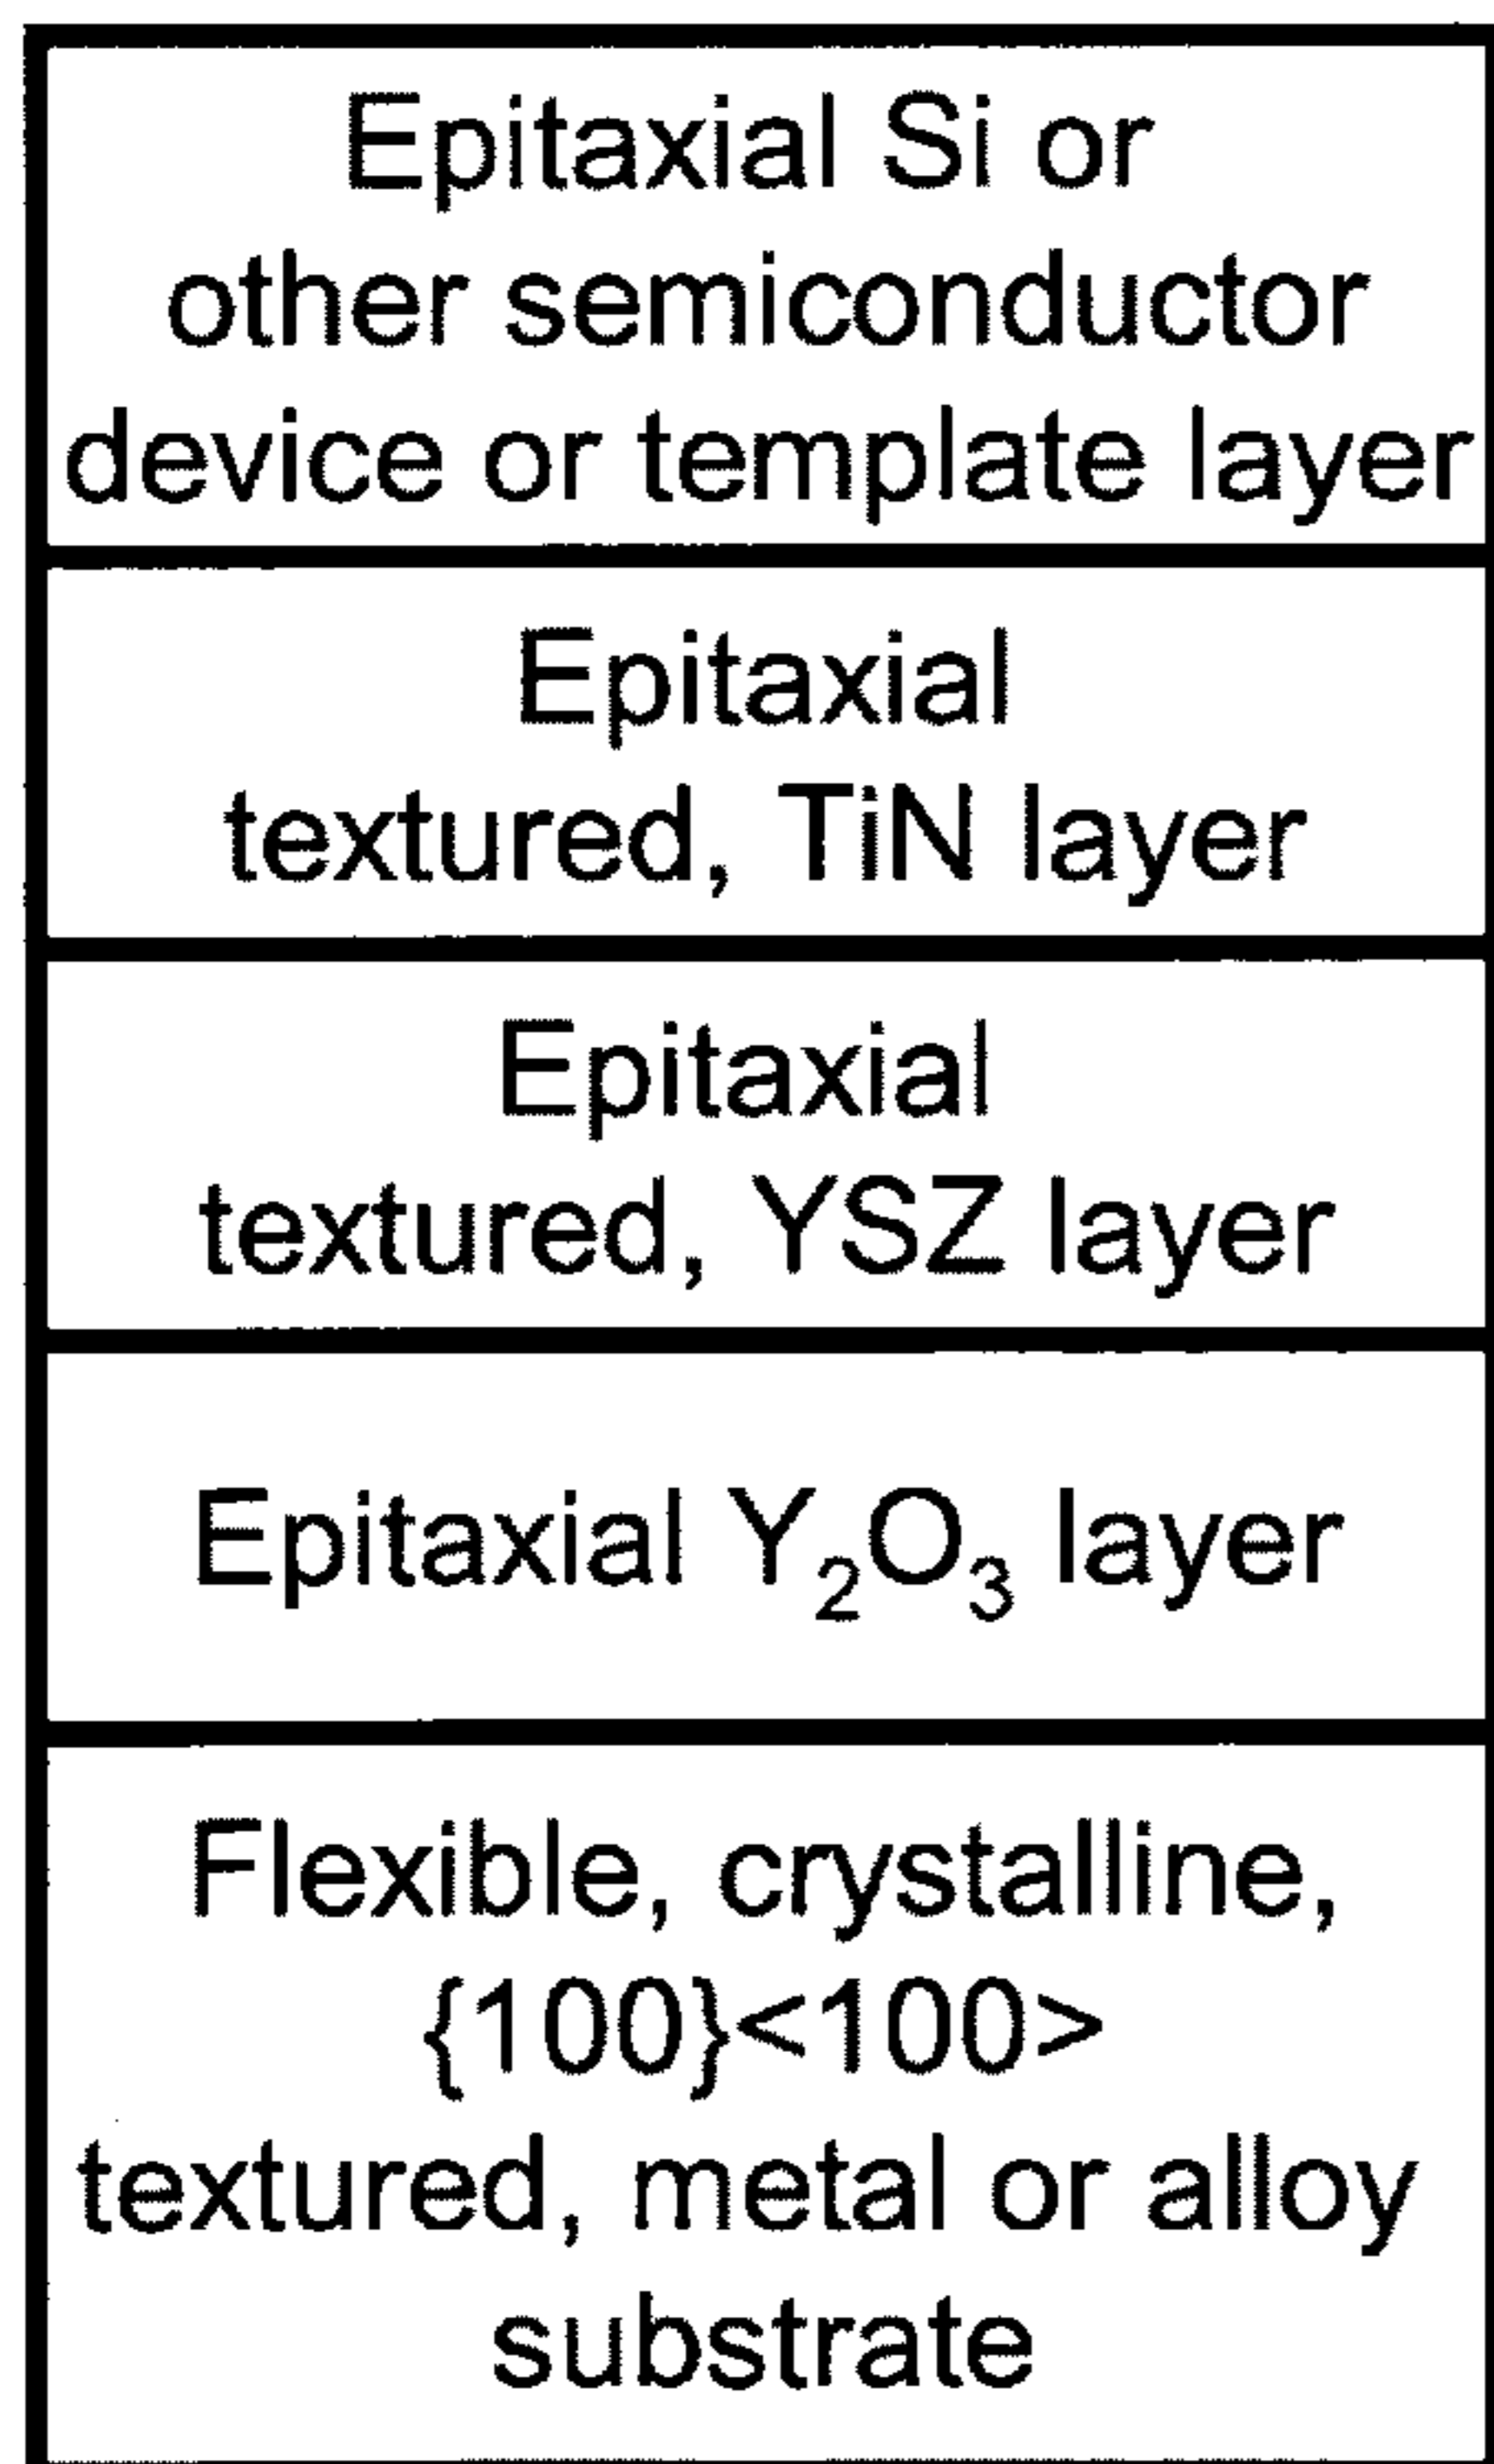 Epitaxial Si or
other semiconductor
device or template layer
Epitaxial
textured, TiN layer
Epitaxial
textured, YSZ layer
Epitaxial Y₂O₃ layer
Flexible, crystalline,
{100}<100>
textured, metal or alloy
substrate